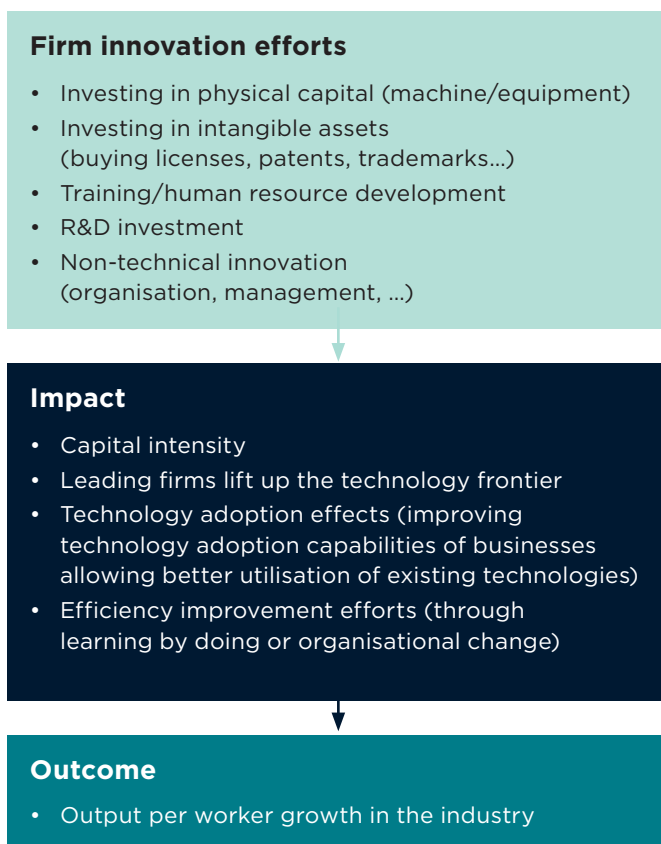 Firm innovation efforts
• Investing in physical capital (machine/equipment)
• Investing in intangible assets
(buying licenses, patents, trademarks...)
• Training/human resource development
• R&D investment
• Non-technical innovation
(organisation, management, ...)
Impact
• Capital intensity
• Leading firms lift up the technology frontier
• Technology adoption effects (improving
technology adoption capabilities of businesses
allowing better utilisation of existing technologies)
• Efficiency improvement efforts (through
learning by doing or organisational change)
Outcome
• Output per worker growth in the industry